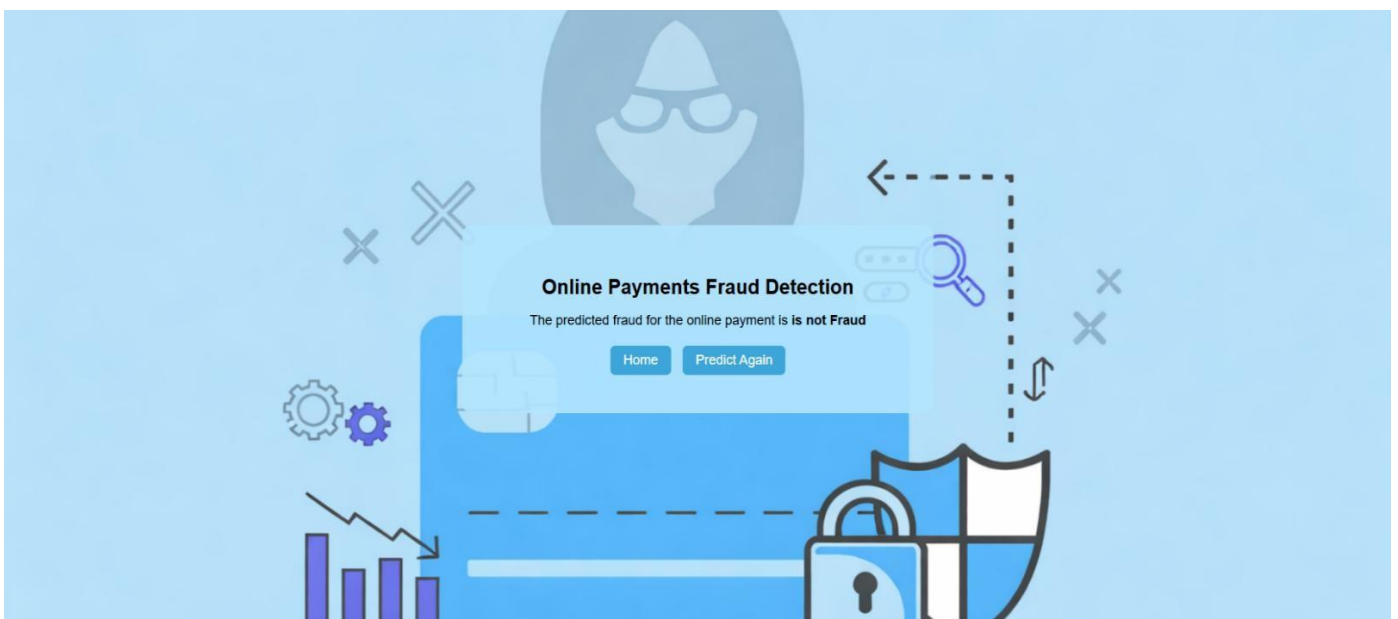 Online Payments Fraud Detection
The predicted fraud for the online payment is is not Fraud
Home
Predict Again